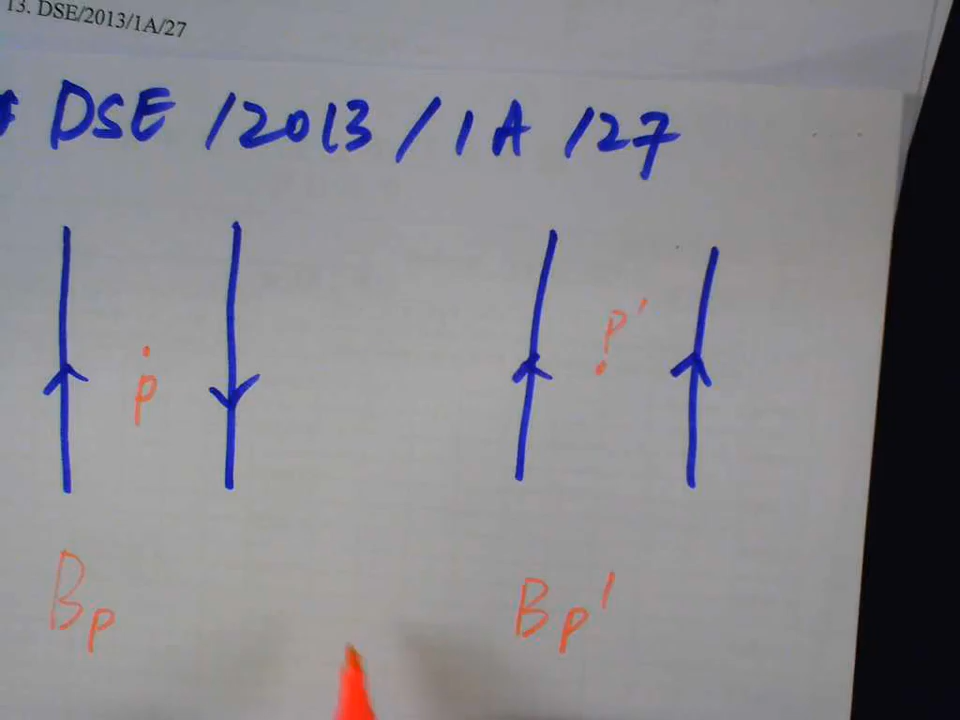 13. DSE/2013/1A/27
DSE /2013 / 1A /27
P P'
Bp Bp'